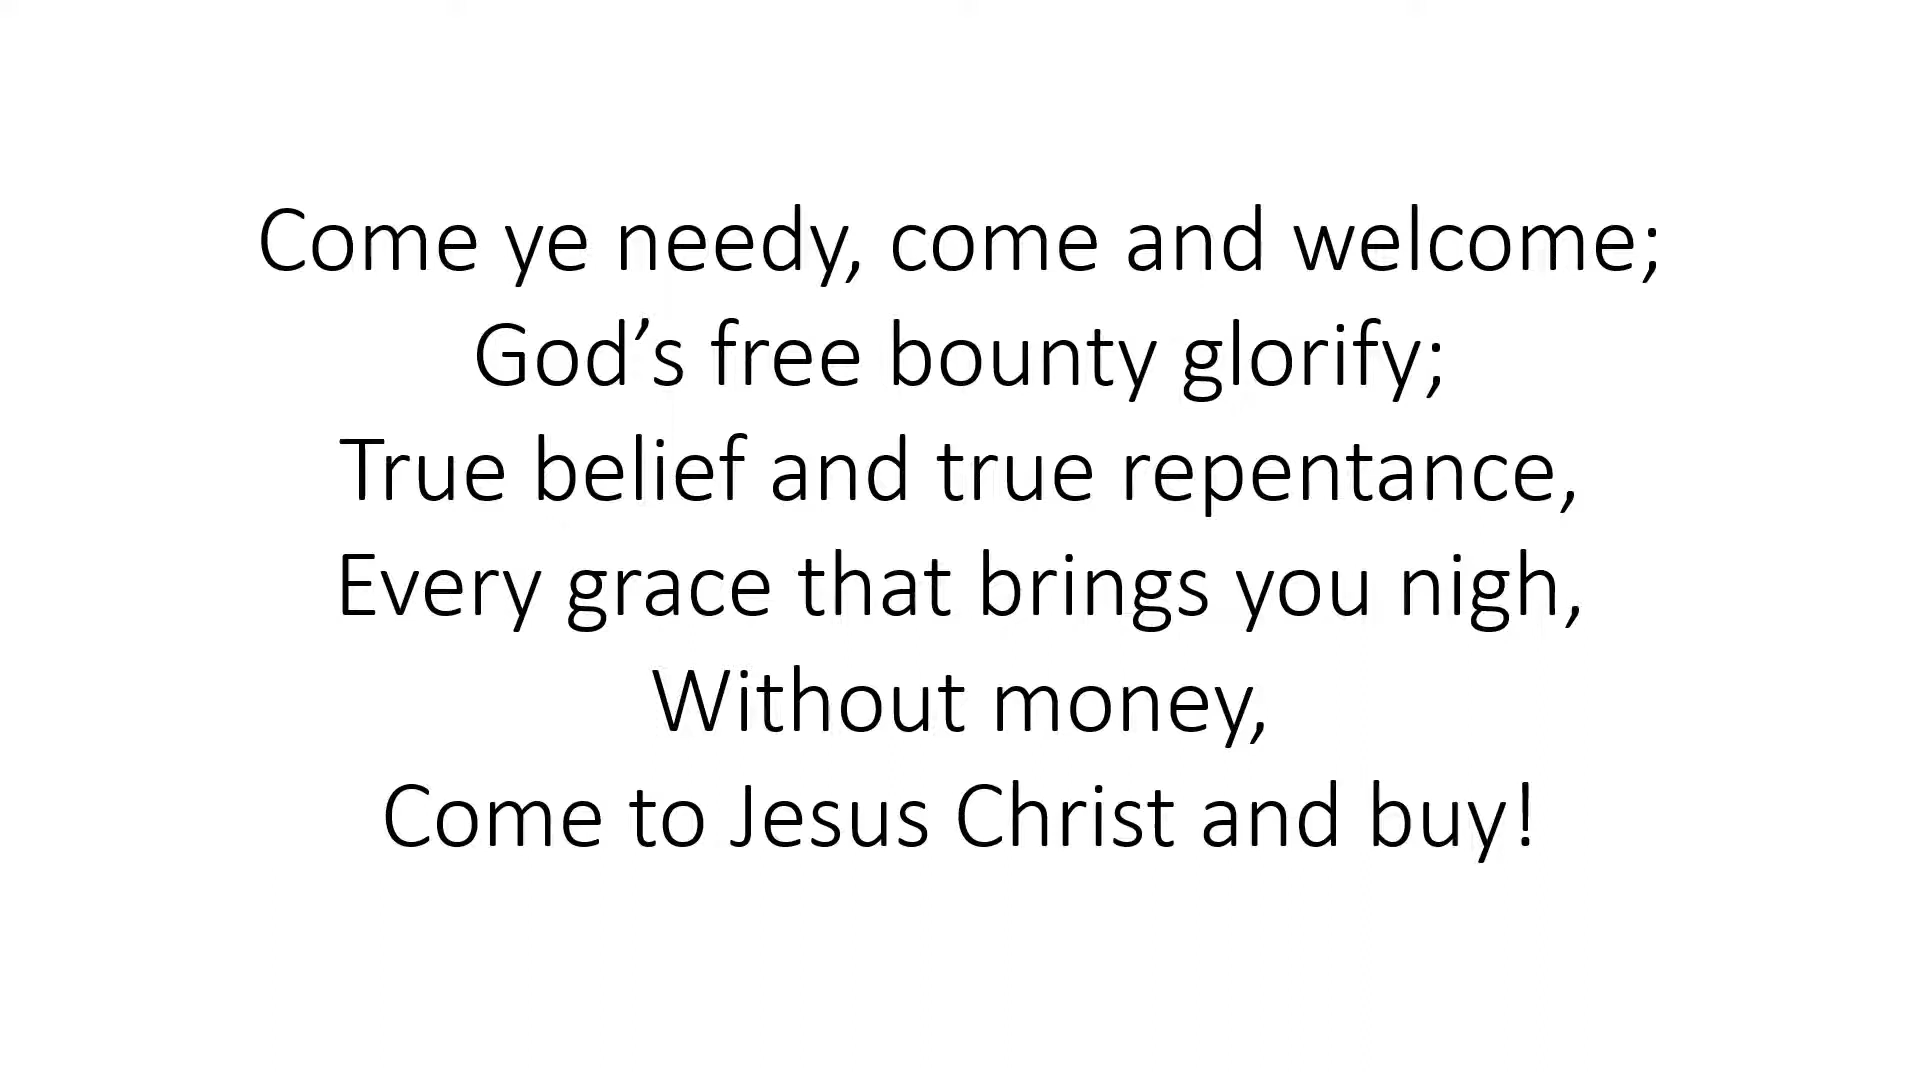 Come ye needy, come and welcome;
God’s free bounty glorify;
True belief and true repentance,
Every grace that brings you nigh,
Without money,
Come to Jesus Christ and buy!